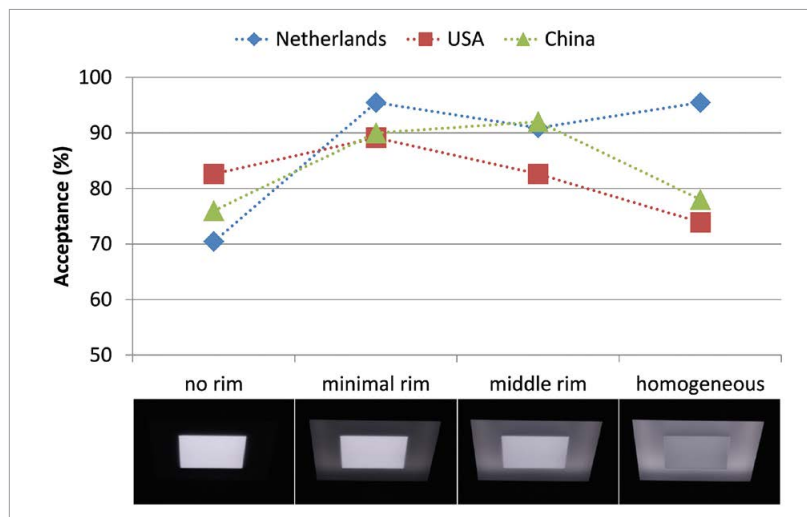 Netherlands USA China
Acceptance (%)
100
90
80
70
60
50
no rim minimal rim middle rim homogeneous